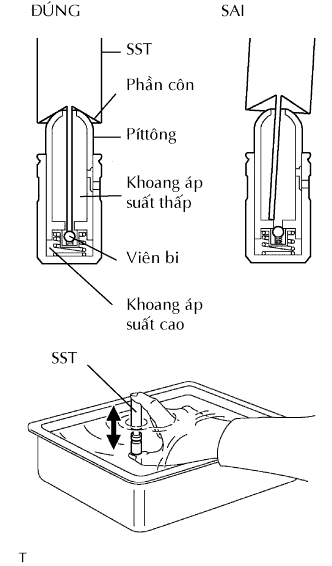 ĐÚNG
SAI
SST
Phần côn
Píttông
Khoang áp
suất thấp
Viên bi
Khoang áp
suất cao
SST
T